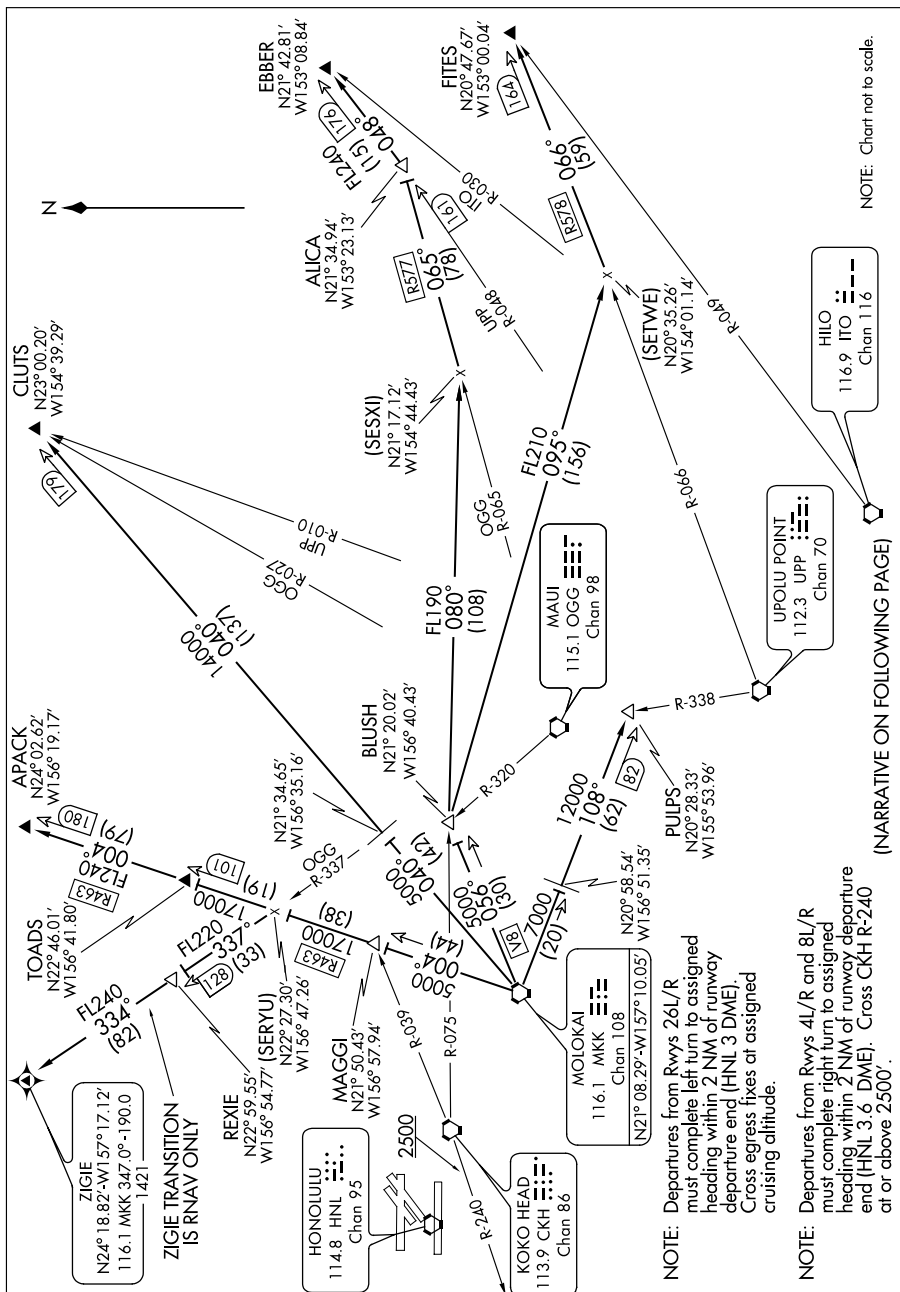 EBBER
N21° 42.81'
W153° 08.84'
FITES
N20° 47.67'
W153° 00.04'
CLUTS
N23° 00.20'
W154° 39.29'
APACK
N24° 02.62'
W156° 19.17'
N
ALICA
N21° 34.94'
W153° 23.13'
FL240
(15)
048°
176
161
164
R577
065°
(78)
UPP
R-048
ITO
R-030
R578
066°
(59)
(SESXI)
N21° 17.12'
W154° 44.43'
(SETWE)
N20° 35.26'
W154° 01.14'
R-049
R-066
NOTE: Chart not to scale.
HILO
116.9 ITO
Chan 116
UPOLU POINT
112.3 UPP
Chan 70
MAUI
115.1 OGG
Chan 98
179
14000
040°
(137)
OGG
R-027
UPP
R-010
FL190
080°
(108)
OGG
R-065
FL210
095°
(156)
BLUSH
N21° 20.02'
W156° 40.43'
R-320
R-338
PULPS
N20° 28.33'
W155° 53.96'
12000
108°
(62)
82
7000
(20)
N20° 58.54'
W156° 51.35'
5000
040°
(42)
5000
056°
(30)
78
N21° 34.65'
W156° 35.16'
OGG
R-337
180
FL240
004°
(79)
R463
TOADS
N22° 46.01'
W156° 41.80'
101
17000
(19)
17000
(38)
R463
5000
004°
(44)
(SERYU)
N22° 27.30'
W156° 47.26'
FL220
337°
(33)
128
FL240
334°
(82)
REXIE
N22° 59.55'
W156° 54.77'
MAGGI
N21° 50.43'
W156° 57.94'
R-039
R-075
R-240
2500
ZIGIE
N24° 18.82'-W157° 17.12'
116.1 MKK 347.0°-190.0
1421
ZIGIE TRANSITION
IS RNAV ONLY
HONOLULU
114.8 HNL
Chan 95
KOKO HEAD
113.9 CKH
Chan 86
MOLOKAI
116.1 MKK
Chan 108
N21° 08.29'-W157° 10.05'
NOTE: Departures from Rwys 26L/R
must complete left turn to assigned
heading within 2 NM of runway
departure end (HNL 3 DME).
Cross egress fixes at assigned
cruising altitude.
NOTE: Departures from Rwys 4L/R and 8L/R
must complete right turn to assigned
heading within 2 NM of runway departure
end (HNL 3.6 DME). Cross CKH R-240
at or above 2500'.
(NARRATIVE ON FOLLOWING PAGE)